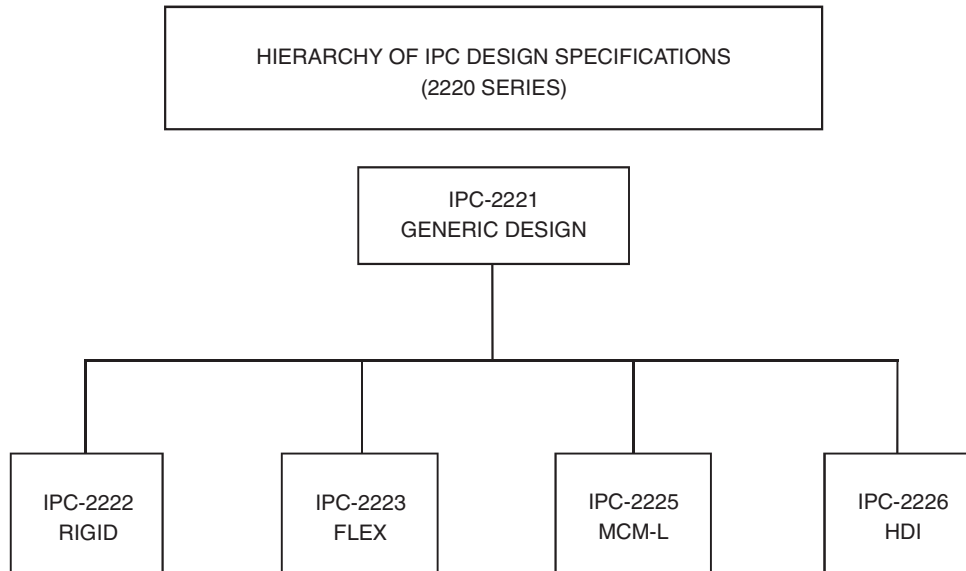 HIERARCHY OF IPC DESIGN SPECIFICATIONS
(2220 SERIES)
IPC-2221
GENERIC DESIGN
IPC-2222
RIGID
IPC-2223
FLEX
IPC-2225
MCM-L
IPC-2226
HDI